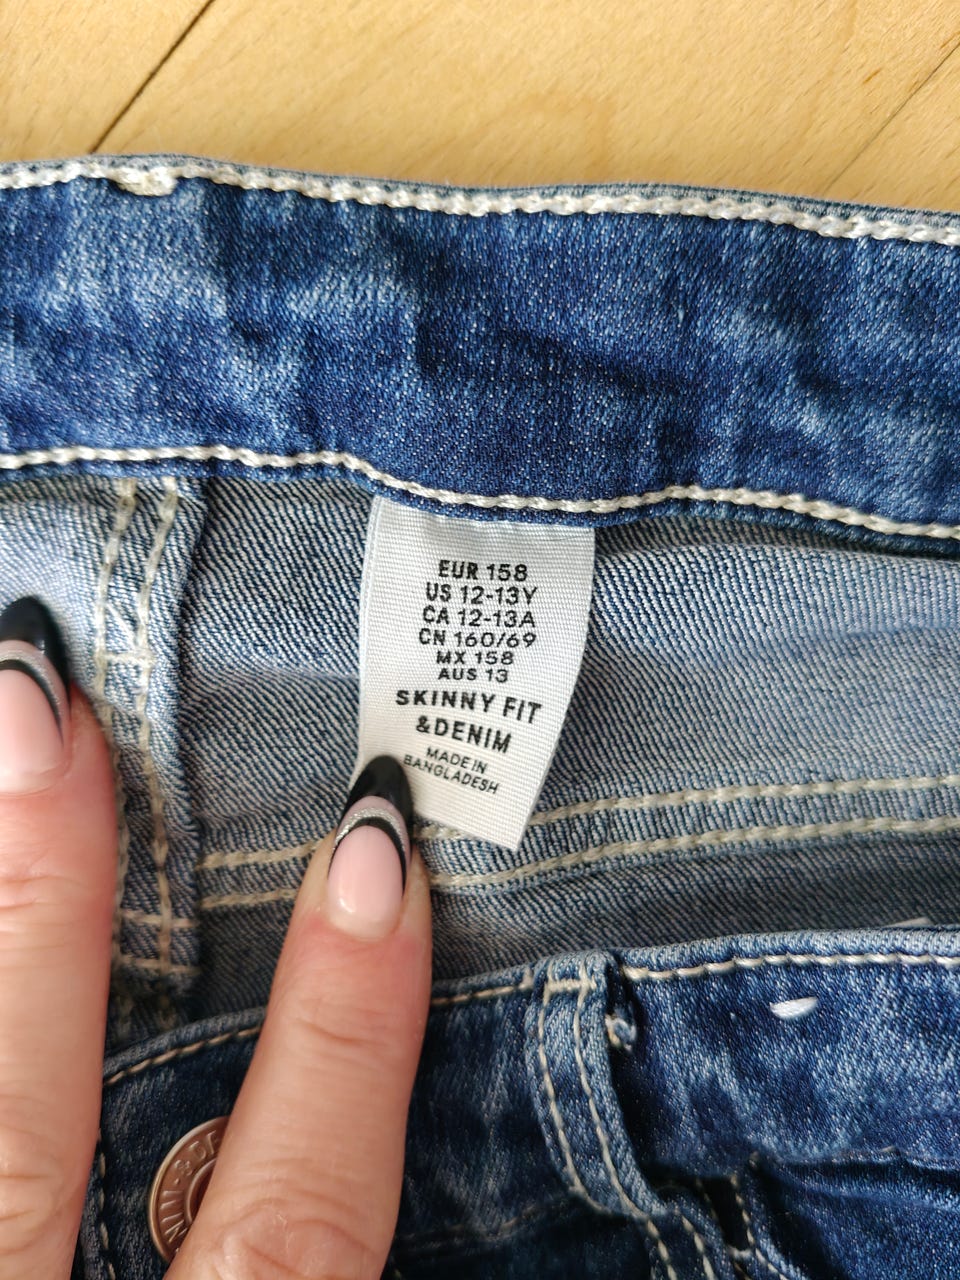 EUR 158
US 12-13Y
CA 12-13A
CN 160/69
MX 158
AUS 13
SKINNY FIT
&DENIM
MADE IN
BANGLADESH